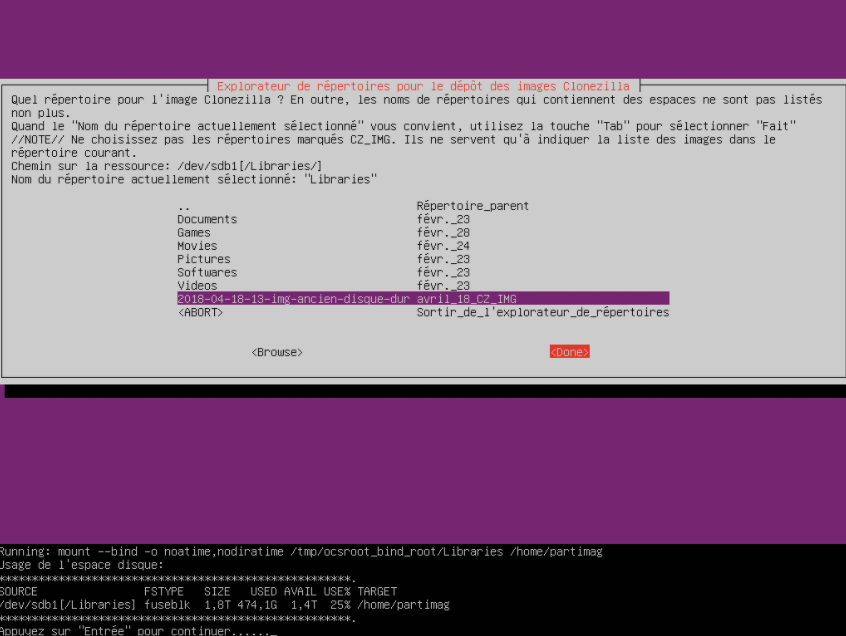 Explorateur de répertoires pour le dépôt des images Clonezilla
Quel répertoire pour l'image Clonezilla ? En outre, les noms de répertoires qui contiennent des espaces ne sont pas listés
non plus.
Quand le "Nom du répertoire actuellement sélectionné" vous convient, utilisez la touche "Tab" pour sélectionner "Fait"
//NOTE// Ne choisissez pas les répertoires marqués CZ_IMG. Ils ne servent qu'à indiquer la liste des images dans le
répertoire courant.
Chemin sur la ressource: /dev/sdb1[/Libraries/]
Nom du répertoire actuellement sélectionné: "Libraries"
.. Répertoire_parent
Documents févr._23
Games févr._28
Movies févr._24
Pictures févr._23
Softwares févr._23
Videos févr._23
2018-04-18-13-img-ancien-disque-dur avril_18_CZ_IMG
<ABORT> Sortir_de_l'explorateur_de_répertoires
<Browse> <Done>
Running: mount --bind -o noatime,nodiratime /tmp/ocsroot_bind_root/Libraries /home/partimag
Usage de l'espace disque:
*****************************************************.
SOURCE FSTYPE SIZE USED AVAIL USE% TARGET
/dev/sdb1[/Libraries] fuseblk 1,8T 474,1G 1,4T 25% /home/partimag
*****************************************************.
Appuyez sur "Entrée" pour continuer......_